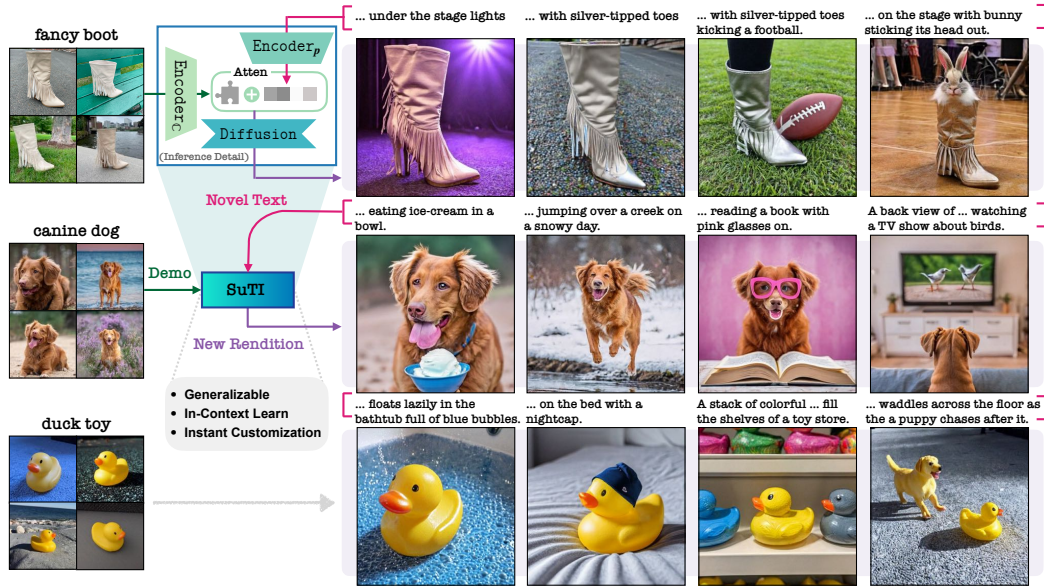 fancy boot
Encoderₚ
Atten
Encoder_C
Diffusion
(Inference Detail)
... under the stage lights
... with silver-tipped toes
... with silver-tipped toes
kicking a football.
... on the stage with bunny
sticking its head out.
Novel Text
canine dog
Demo
SuTI
New Rendition
... eating ice-cream in a
bowl.
... jumping over a creek on
a snowy day.
... reading a book with
pink glasses on.
A back view of ... watching
a TV show about birds.
• Generalizable
• In-Context Learn
• Instant Customization
duck toy
... floats lazily in the
bathtub full of blue bubbles.
... on the bed with a
nightcap.
A stack of colorful ... fill
the shelves of a toy store.
... waddles across the floor as
the a puppy chases after it.